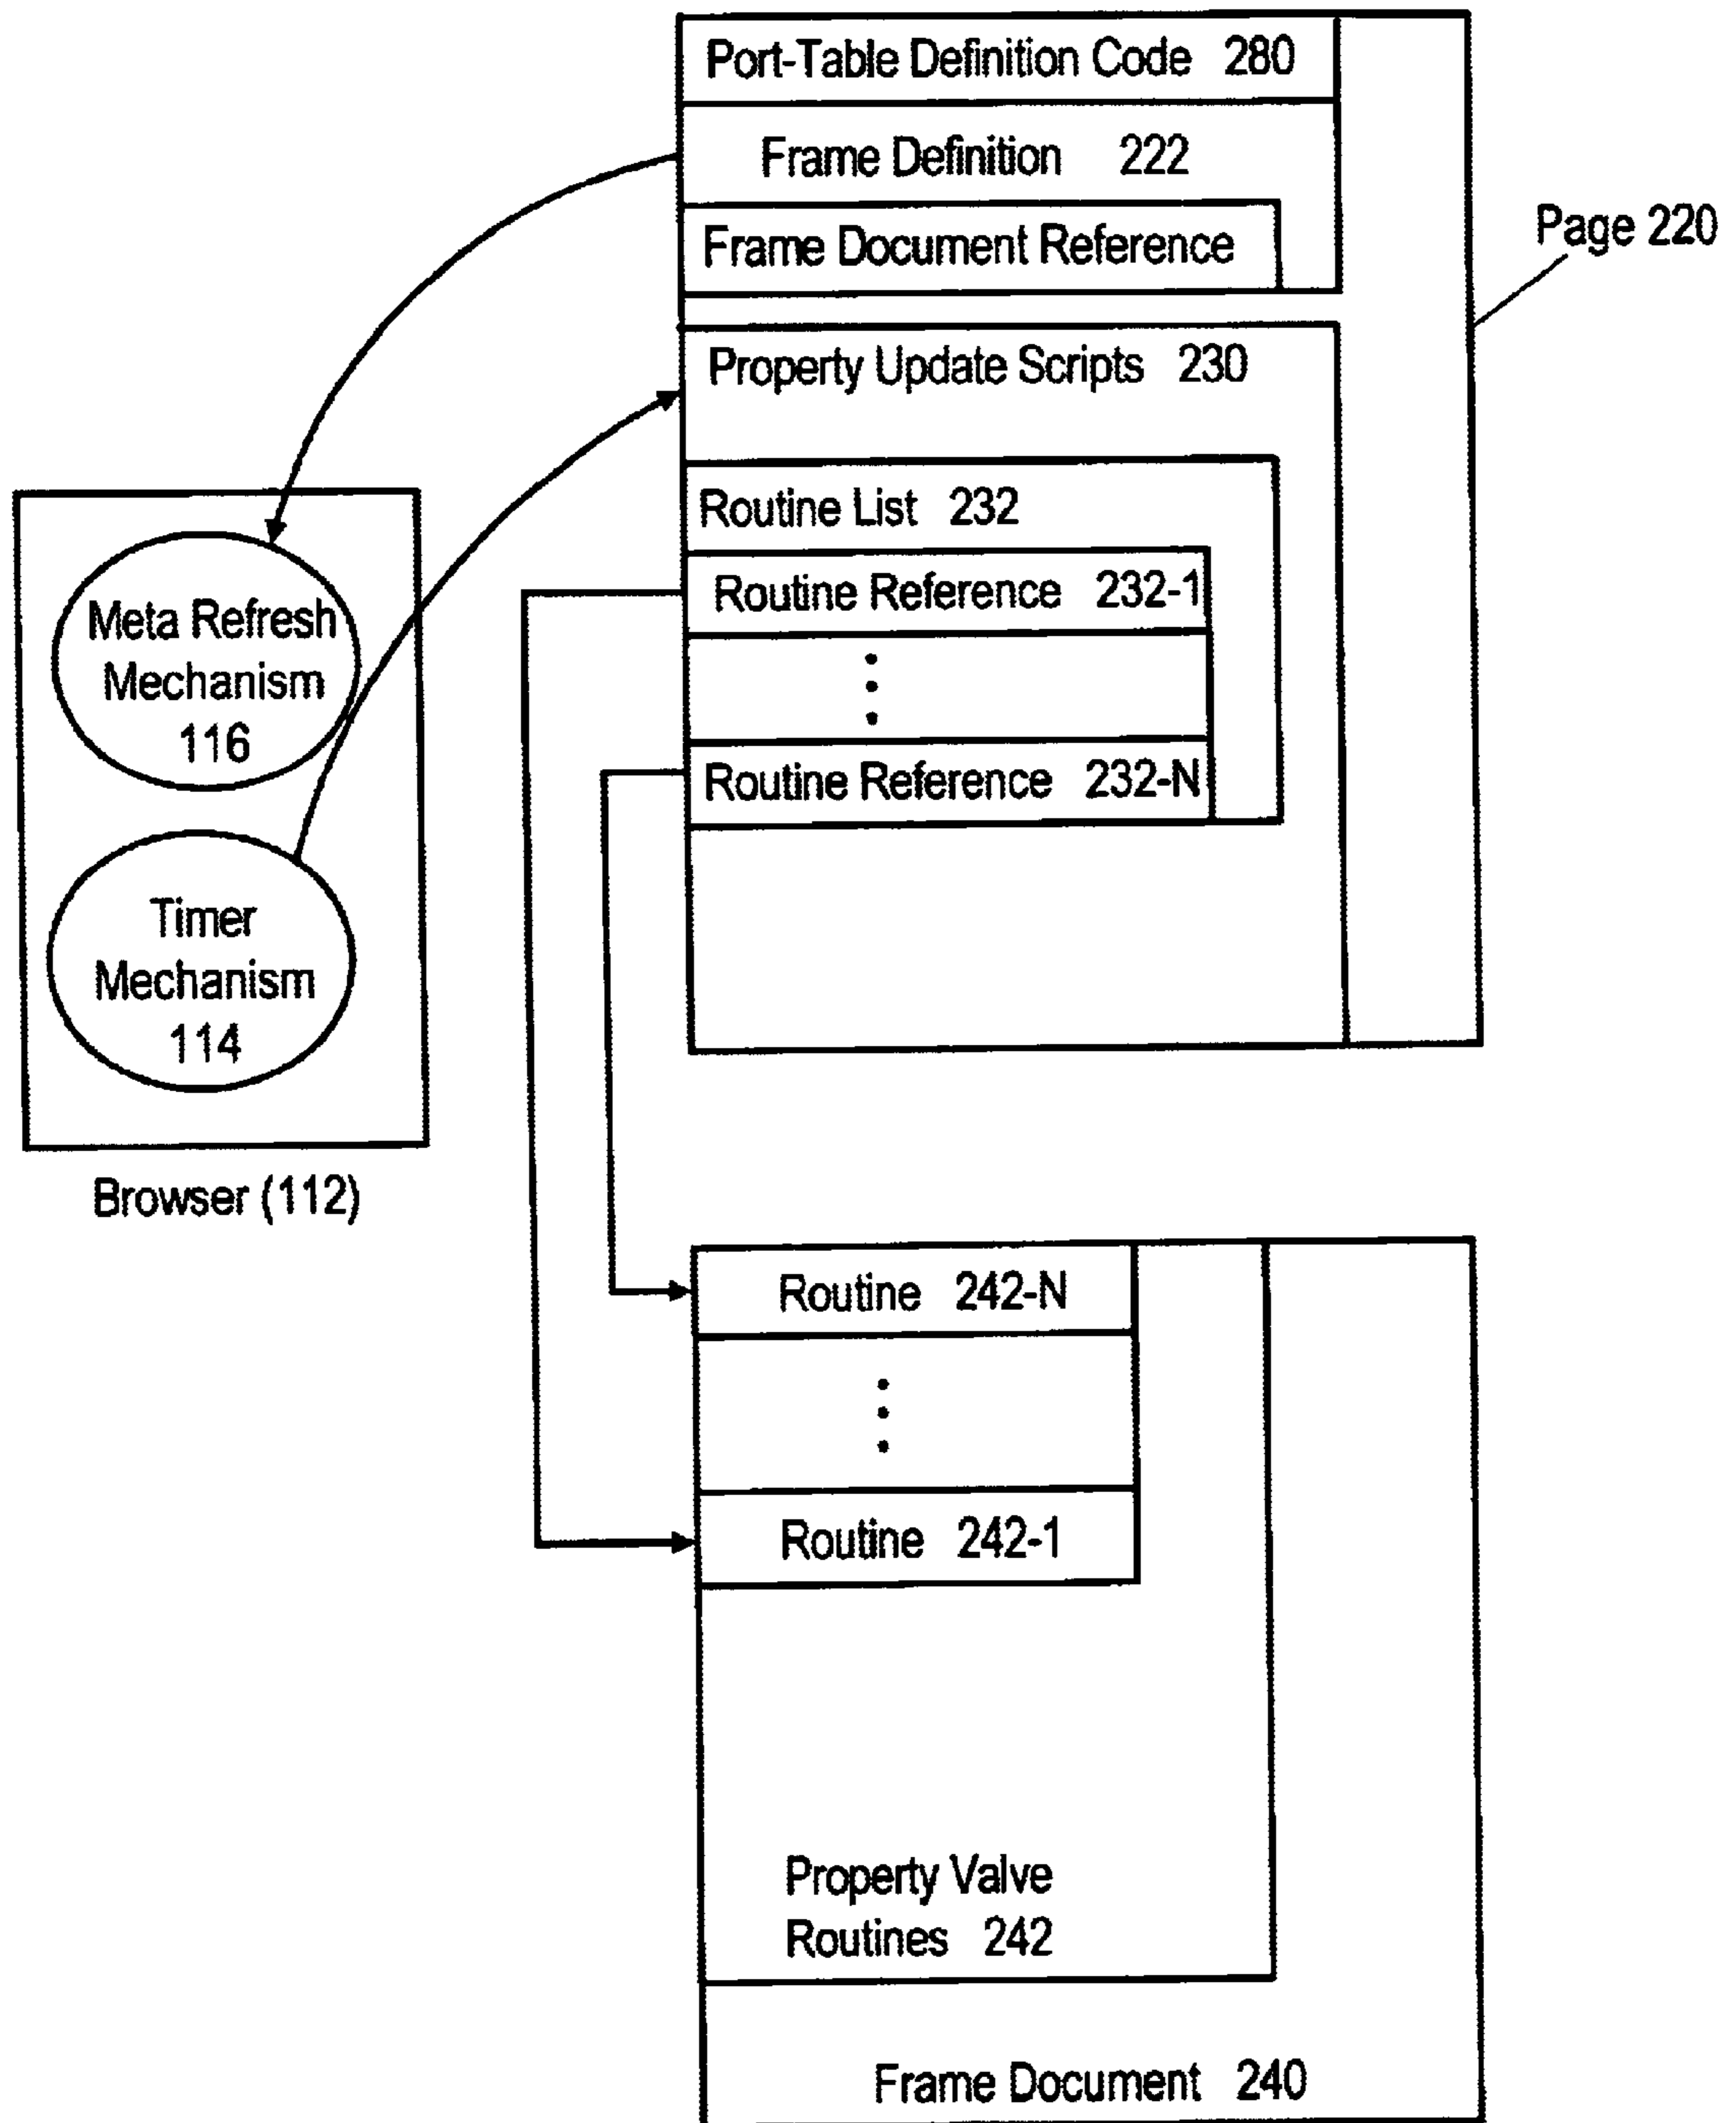 Port-Table Definition Code 280
Frame Definition 222
Frame Document Reference
Page 220
Property Update Scripts 230
Routine List 232
Routine Reference 232-1
Routine Reference 232-N
Meta Refresh
Mechanism
116
Timer
Mechanism
114
Browser (112)
Routine 242-N
Routine 242-1
Property Valve
Routines 242
Frame Document 240